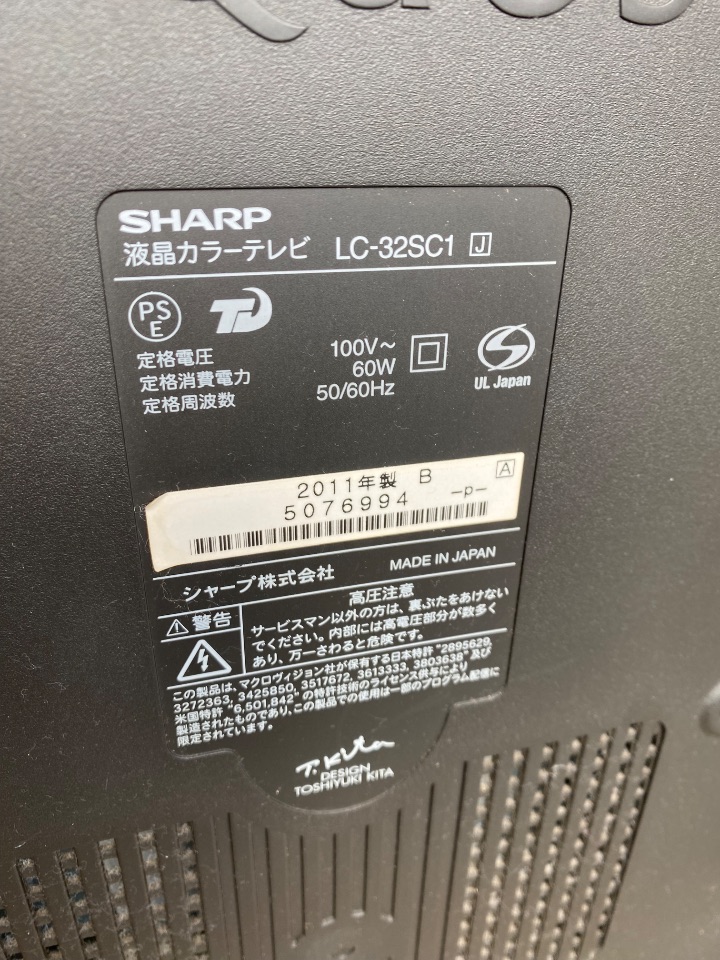 SHARP
液晶カラーテレビ LC-32SC1 J
PS
E
定格電圧 100V～
定格消費電力 60W
定格周波数 50/60Hz
UL Japan
2011年製 B A
5076994 -p-
シャープ株式会社 MADE IN JAPAN
警告
高圧注意
サービスマン以外の方は、裏ぶたをあけない
でください。内部には高電圧部分が数多く
あり、万一さわると危険です。
この製品は、マクロヴィジョン社が保有する日本特許 "2895629,
3272363, 3425850, 3517672, 3613333, 3803638" 及び
米国特許 "6,501,842" の特許技術のライセンス供与により
製造されたものであり、この製品での使用は一部のプログラム配信に
限定されています。
T. Kita
DESIGN
TOSHIYUKI KITA